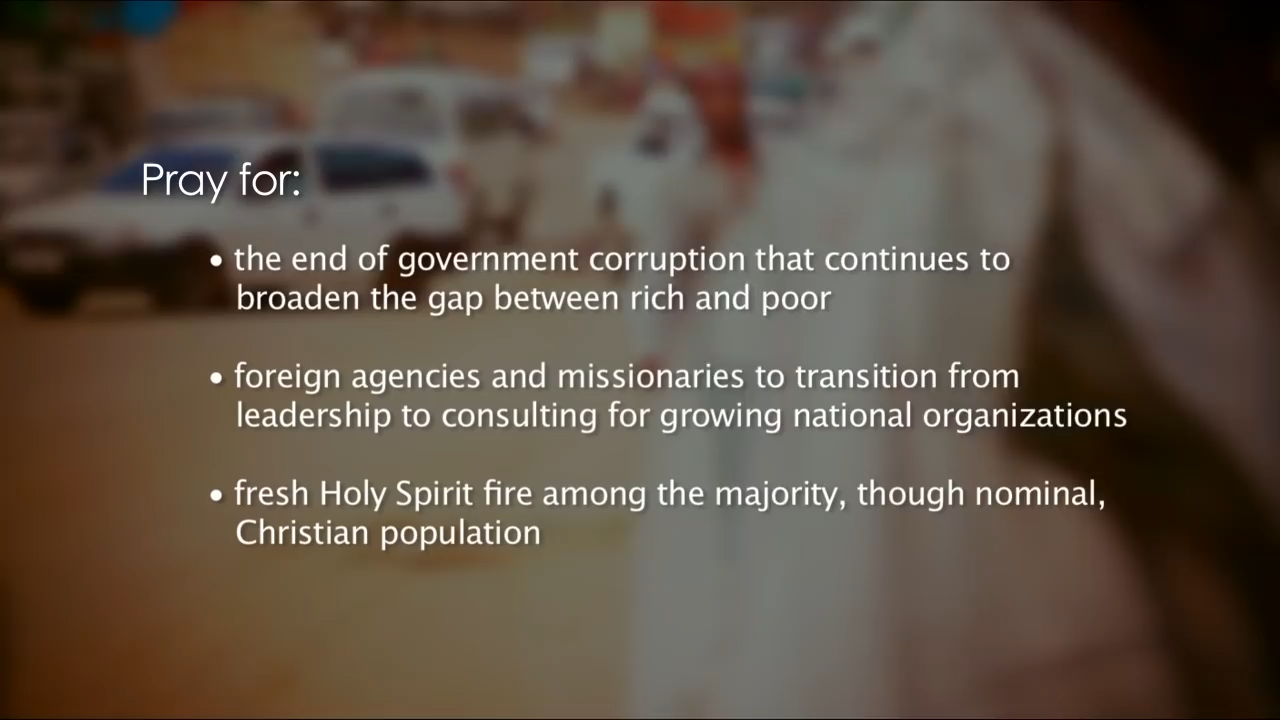 Pray for:
• the end of government corruption that continues to
broaden the gap between rich and poor
• foreign agencies and missionaries to transition from
leadership to consulting for growing national organizations
• fresh Holy Spirit fire among the majority, though nominal,
Christian population